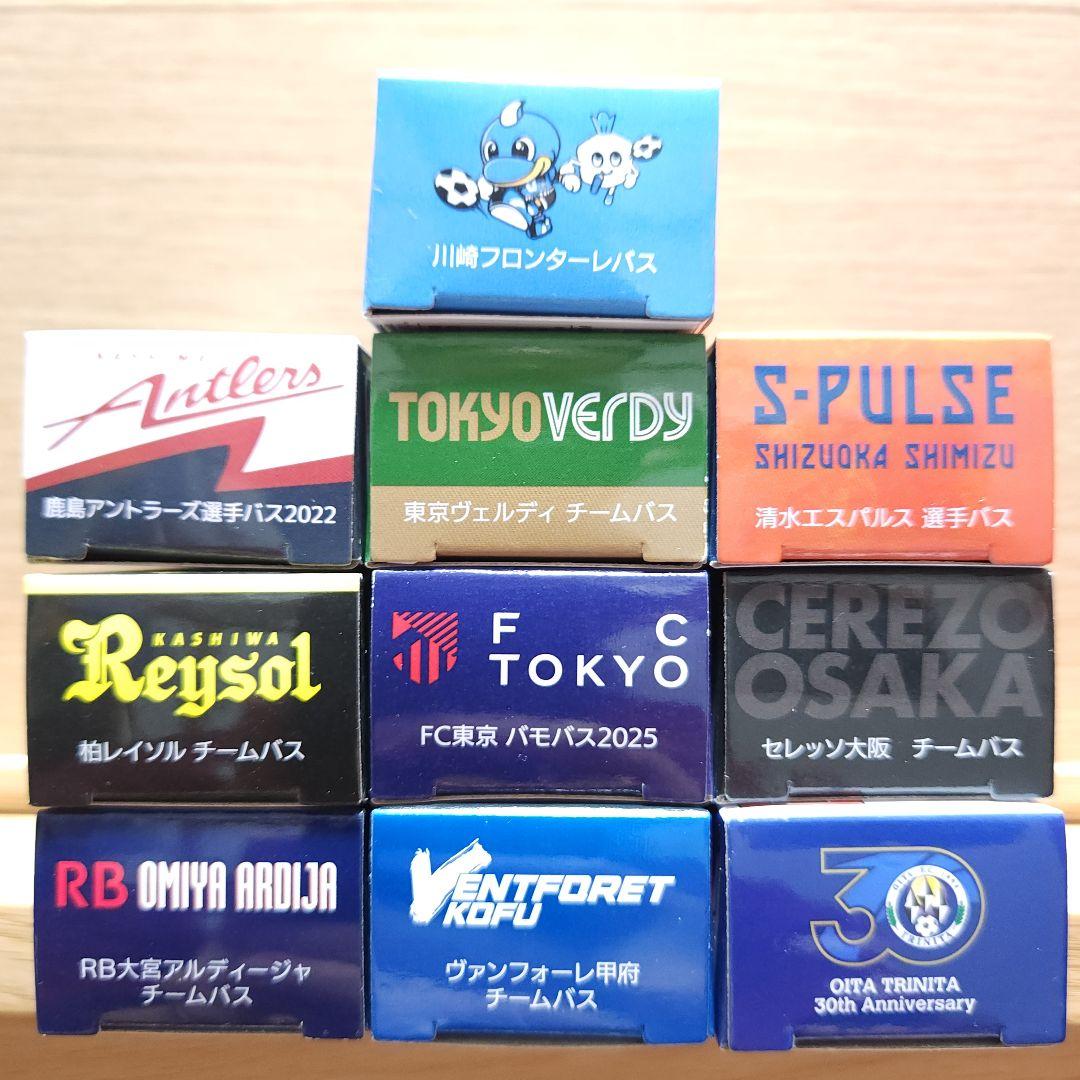 川崎フロンターレバス
Antlers
鹿島アントラーズ選手バス2022
TOKYO VERDY
東京ヴェルディ チームバス
S-PULSE
SHIZUOKA SHIMIZU
清水エスパルス 選手バス
KASHIWA
Reysol
柏レイソル チームバス
F C
TOKYO
FC東京 バモバス2025
CEREZO
OSAKA
セレッソ大阪 チームバス
RB OMIYA ARDIJA
RB大宮アルディージャ
チームバス
VENTFORET
KOFU
ヴァンフォーレ甲府
チームバス
30
TRINITA
OITA TRINITA
30th Anniversary